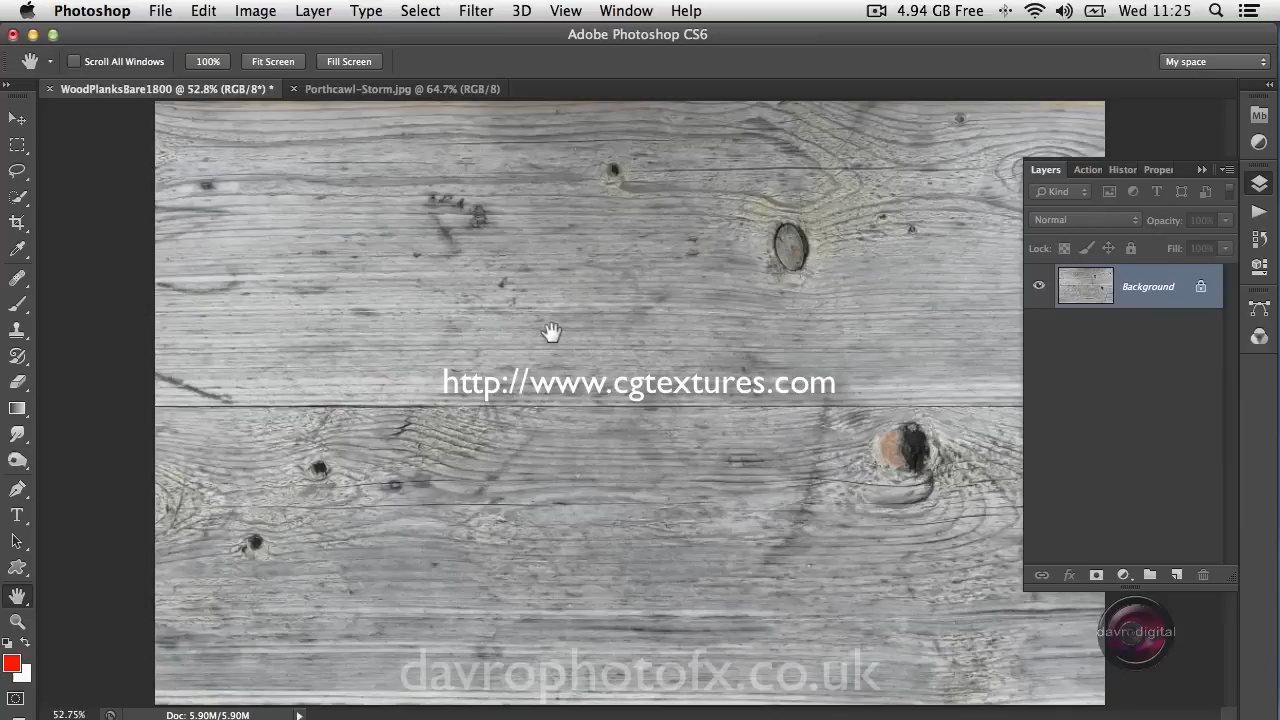 Photoshop File Edit Image Layer Type Select Filter 3D View Window Help 4.94 GB Free Wed 11:25
Adobe Photoshop CS6
Scroll All Windows 100% Fit Screen Fill Screen My space
WoodPlanksBare1800 @ 52.8% (RGB/8*) * Porthcawl-Storm.jpg @ 64.7% (RGB/8)
Mb
Layers Action Histor Proper
Kind
Normal Opacity: 100%
Lock: Fill: 100%
Background
http://www.cgtextures.com
davrodigital
davrophotofx.co.uk
52.75% Doc: 5.90M/5.90M